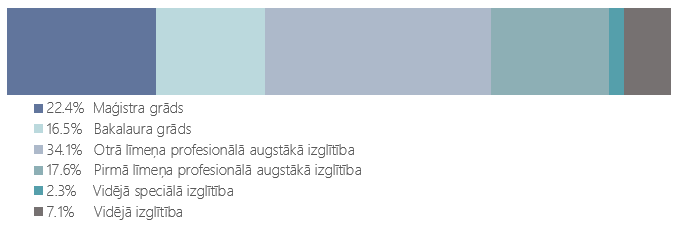 22.4% Maģistra grāds
16.5% Bakalaura grāds
34.1% Otrā līmeņa profesionālā augstākā izglītība
17.6% Pirmā līmeņa profesionālā augstākā izglītība
2.3% Vidējā speciālā izglītība
7.1% Vidējā izglītība